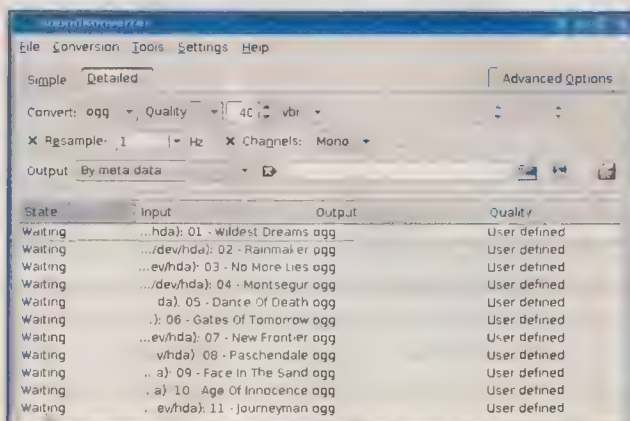 File Conversion Tools Settings Help
Simple Detailed Advanced Options
Convert: ogg Quality 40 vbr
Resample: 1 Hz Channels: Mono
Output By meta data
State Input Output Quality
Waiting ...hda): 01 - Wildest Dreams ogg User defined
Waiting .../dev/hda): 02 - Rainmaker ogg User defined
Waiting ...ev/hda): 03 - No More Lies ogg User defined
Waiting .../dev/hda): 04 - Montsegur ogg User defined
Waiting da). 05 - Dance Of Death ogg User defined
Waiting .): 06 - Gates Of Tomorrow ogg User defined
Waiting ...ev/hda): 07 - New Frontier ogg User defined
Waiting v/hda) 08 - Paschendale ogg User defined
Waiting .. a)· 09 - Face In The Sand ogg User defined
Waiting . a) 10 Age Of Innocence ogg User defined
Waiting . ev/hda): 11 - Journeyman ogg User defined